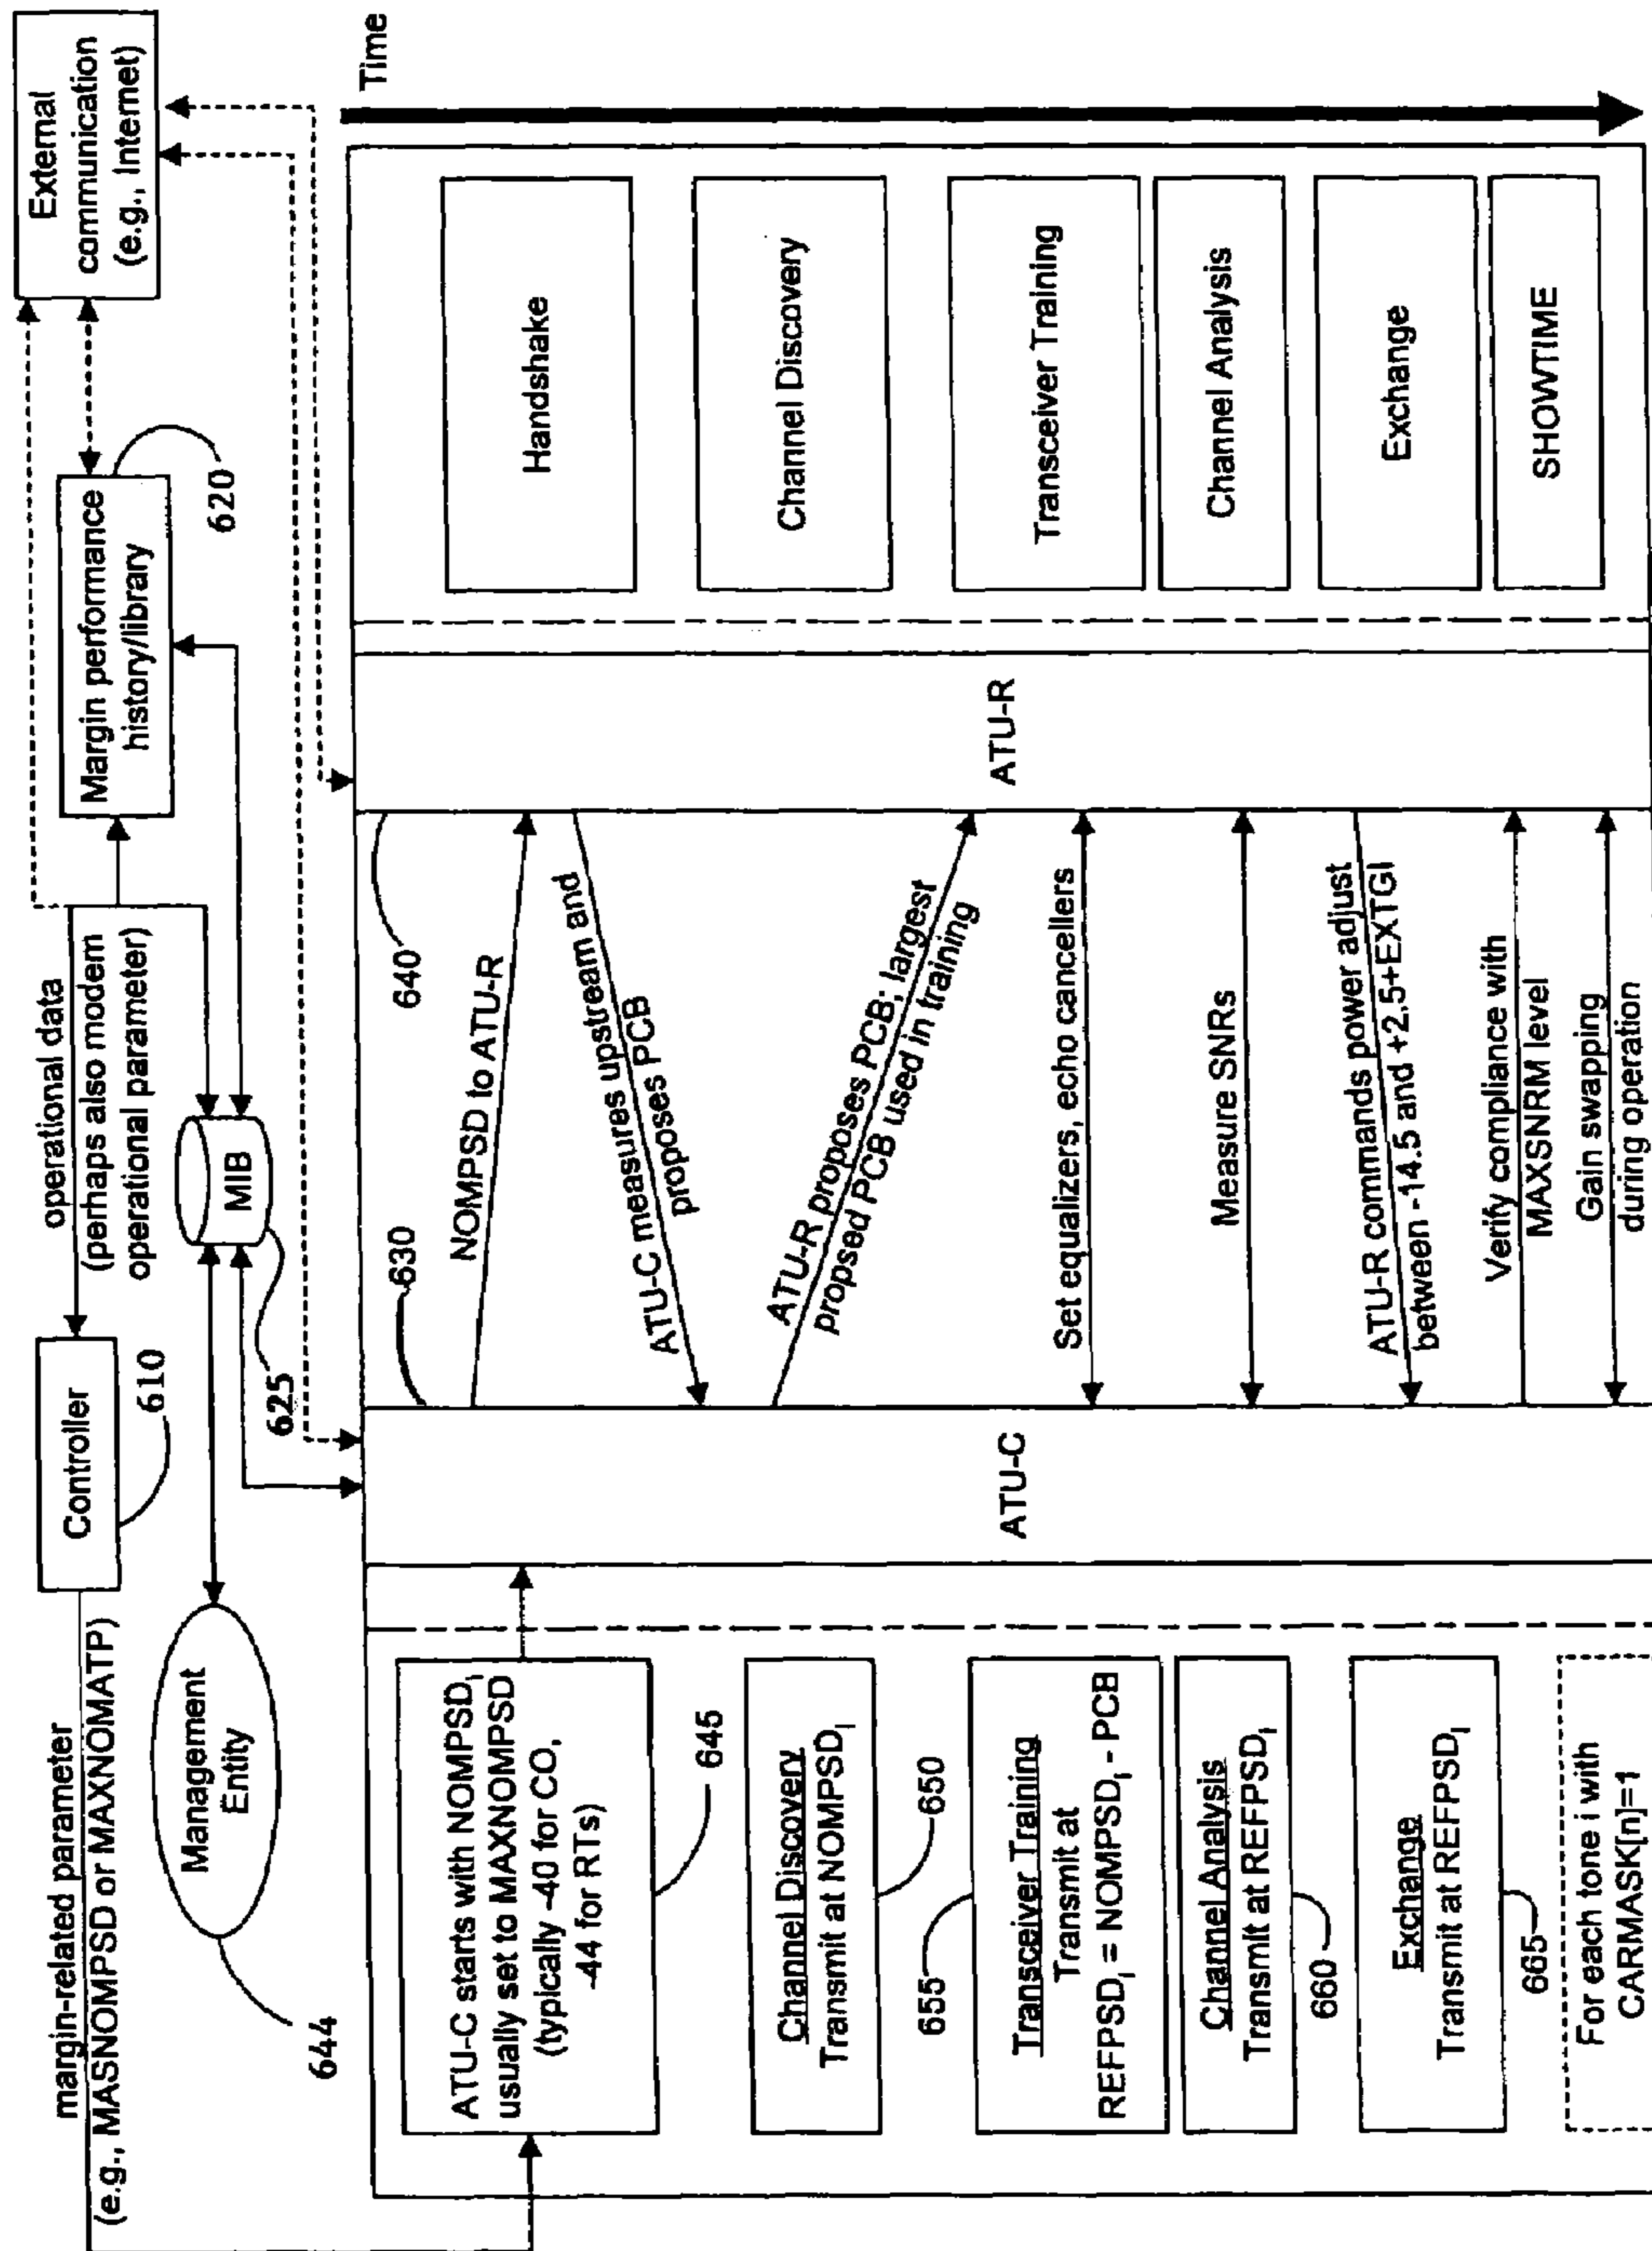 margin-related parameter
(e.g., MASNOMPSD or MAXNOMATP)
Controller
610
operational data
(perhaps also modem
operational parameter)
Margin performance
history/library
620
External
communication
(e.g., Internet)
Management
Entity
644
MIB
625
Time
630
640
ATU-C starts with NOMPSDi
usually set to MAXNOMPSD
(typically -40 for CO,
-44 for RTs)
645
Channel Discovery
Transmit at NOMPSDi
650
655
Transceiver Training
Transmit at
REFPSDi = NOMPSDi - PCB
Channel Analysis
Transmit at REFPSDi
660
Exchange
Transmit at REFPSDi
665
For each tone i with
CARMASK[n]=1
ATU-C
NOMPSD to ATU-R
ATU-C measures upstream and
proposes PCB
ATU-R proposes PCB; largest
propsed PCB used in training
Set equalizers, echo cancellers
Measure SNRs
ATU-R commands power adjust
between -14.5 and +2.5+EXTGI
Verify compliance with
MAXSNRM level
Gain swapping
during operation
ATU-R
Handshake
Channel Discovery
Transceiver Training
Channel Analysis
Exchange
SHOWTIME